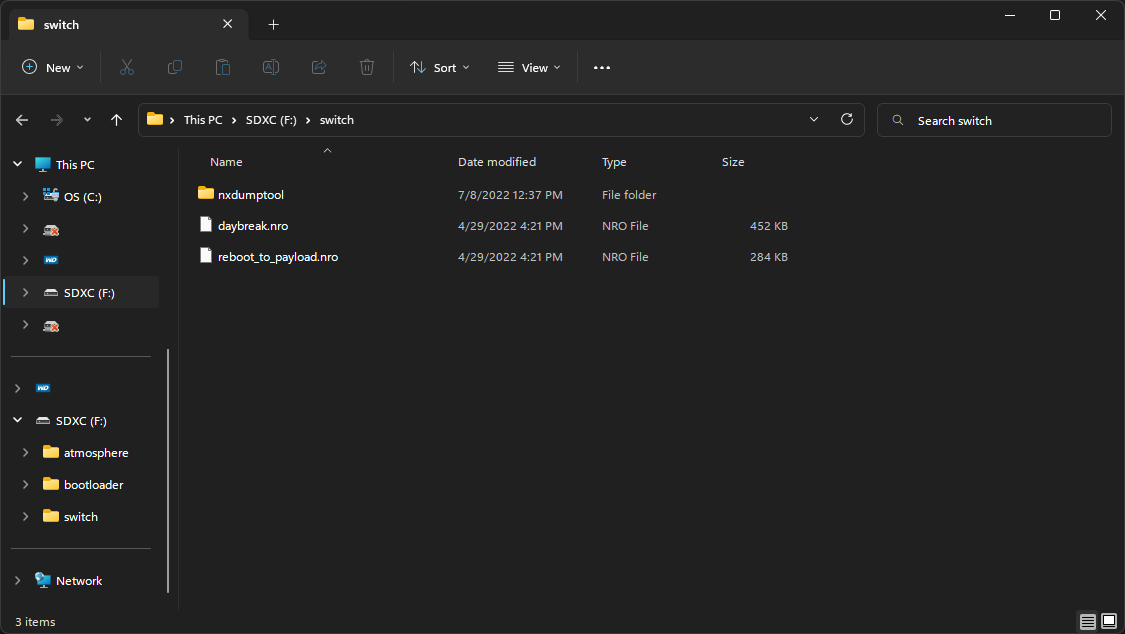 switch
New
Sort
View
This PC
SDXC (F:)
switch
Search switch
This PC
OS (C:)
WD
SDXC (F:)
WD
SDXC (F:)
atmosphere
bootloader
switch
Network
Name Date modified Type Size
nxdumptool 7/8/2022 12:37 PM File folder
daybreak.nro 4/29/2022 4:21 PM NRO File 452 KB
reboot_to_payload.nro 4/29/2022 4:21 PM NRO File 284 KB
3 items